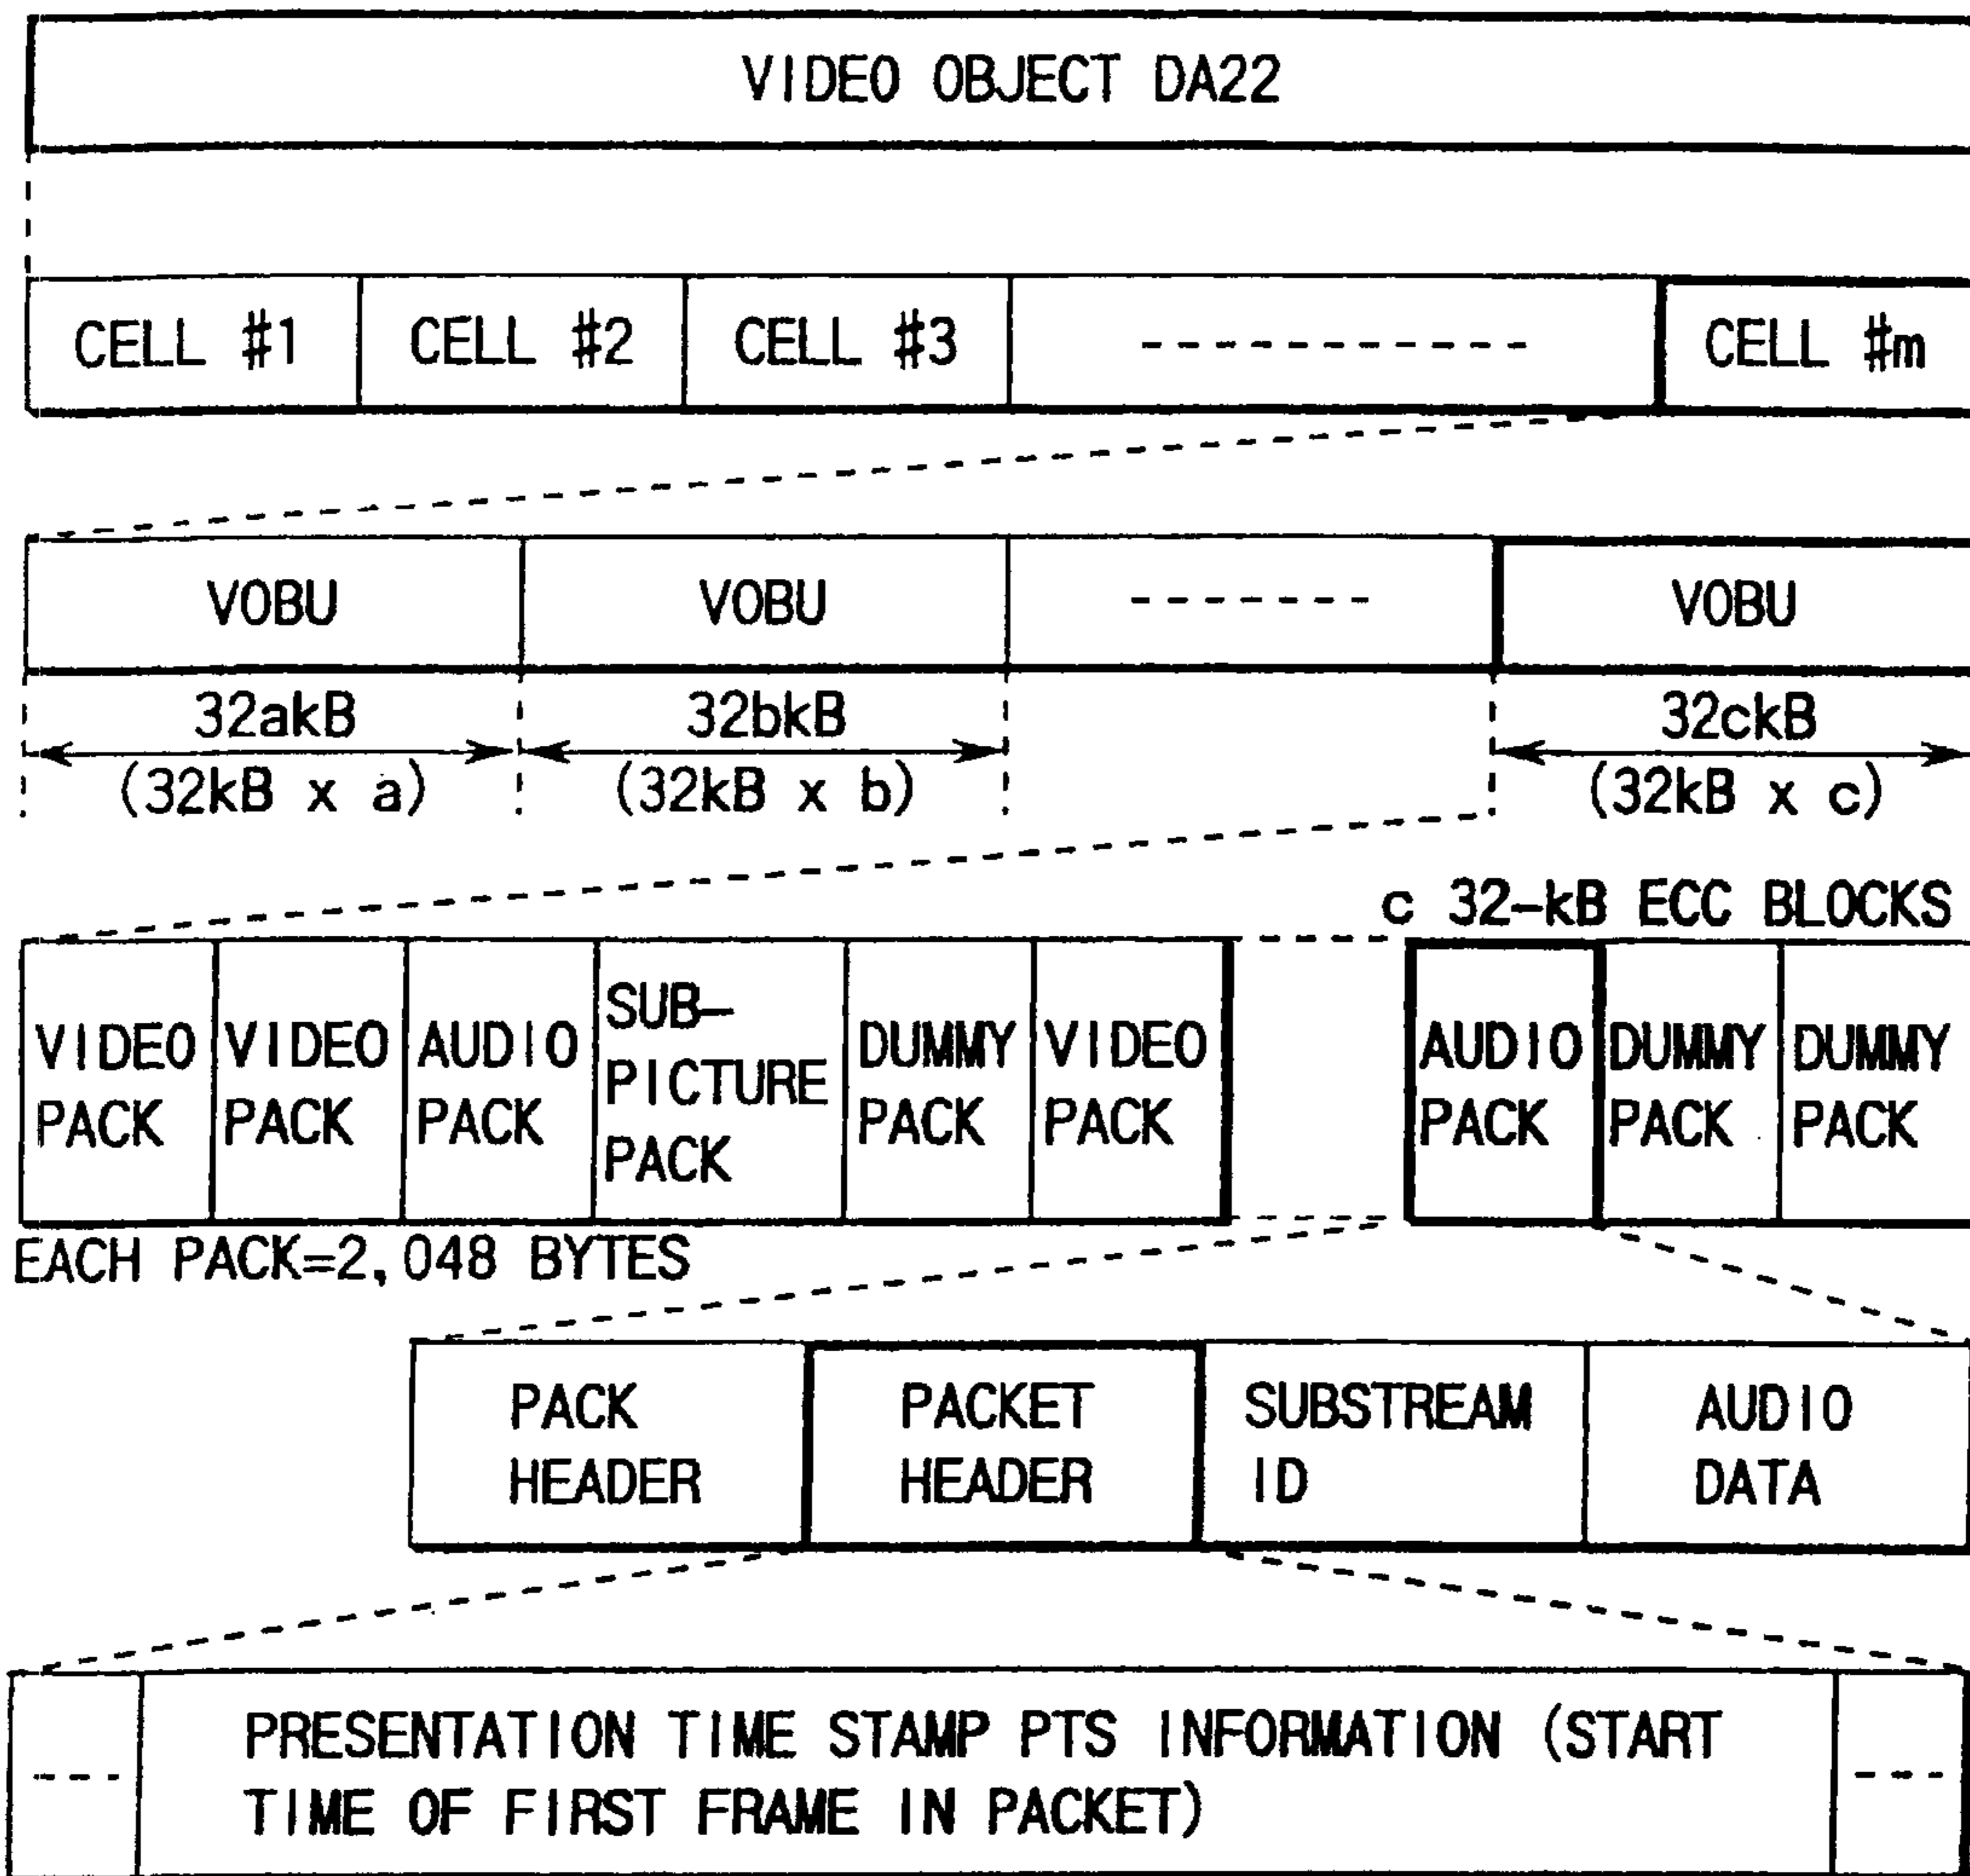 VIDEO OBJECT DA22
CELL #1
CELL #2
CELL #3
CELL #m
VOBU
VOBU
VOBU
32akB
(32kB x a)
32bkB
(32kB x b)
32ckB
(32kB x c)
c 32-kB ECC BLOCKS
VIDEO
PACK
VIDEO
PACK
AUDIO
PACK
SUB-
PICTURE
PACK
DUMMY
PACK
VIDEO
PACK
AUDIO
PACK
DUMMY
PACK
DUMMY
PACK
EACH PACK=2,048 BYTES
PACK
HEADER
PACKET
HEADER
SUBSTREAM
ID
AUDIO
DATA
PRESENTATION TIME STAMP PTS INFORMATION (START
TIME OF FIRST FRAME IN PACKET)